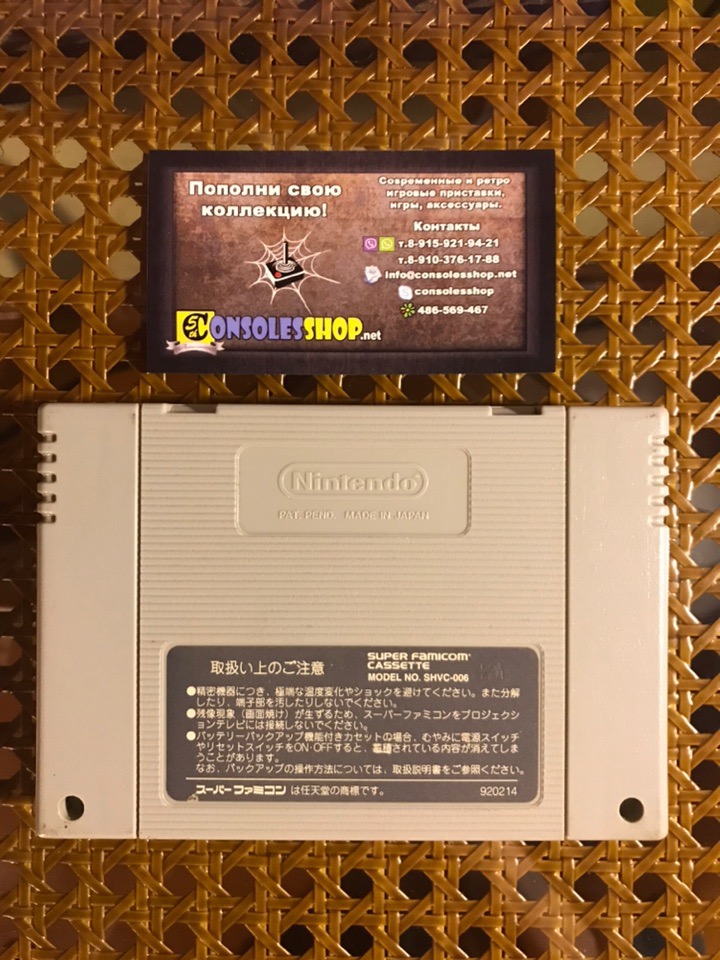 Пополни свою
коллекцию!
Современные и ретро
игровые приставки,
игры, аксессуары.
Контакты
т.8-915-921-94-21
т.8-910-376-17-88
info@consolesshop.net
consolesshop
486-569-467
CONSOLESSHOP.net
Nintendo
PAT. PEND. MADE IN JAPAN
取扱い上のご注意
SUPER FAMICOM
CASSETTE
MODEL NO. SHVC-006
●精密機器につき、極端な温度変化やショックを避けてください。また分解
したり、端子部を汚したりしないでください。
●残像現象（画面焼け）が生ずるため、スーパーファミコンをプロジェクシ
ョンテレビには接続しないでください。
●バッテリーバックアップ機能付きカセットの場合、むやみに電源スイッチ
やリセットスイッチをON・OFFすると、蓄積されている内容が消えてしま
うことがあります。
なお、バックアップの操作方法については、取扱説明書をご参照ください。
スーパーファミコンは任天堂の商標です。
920214